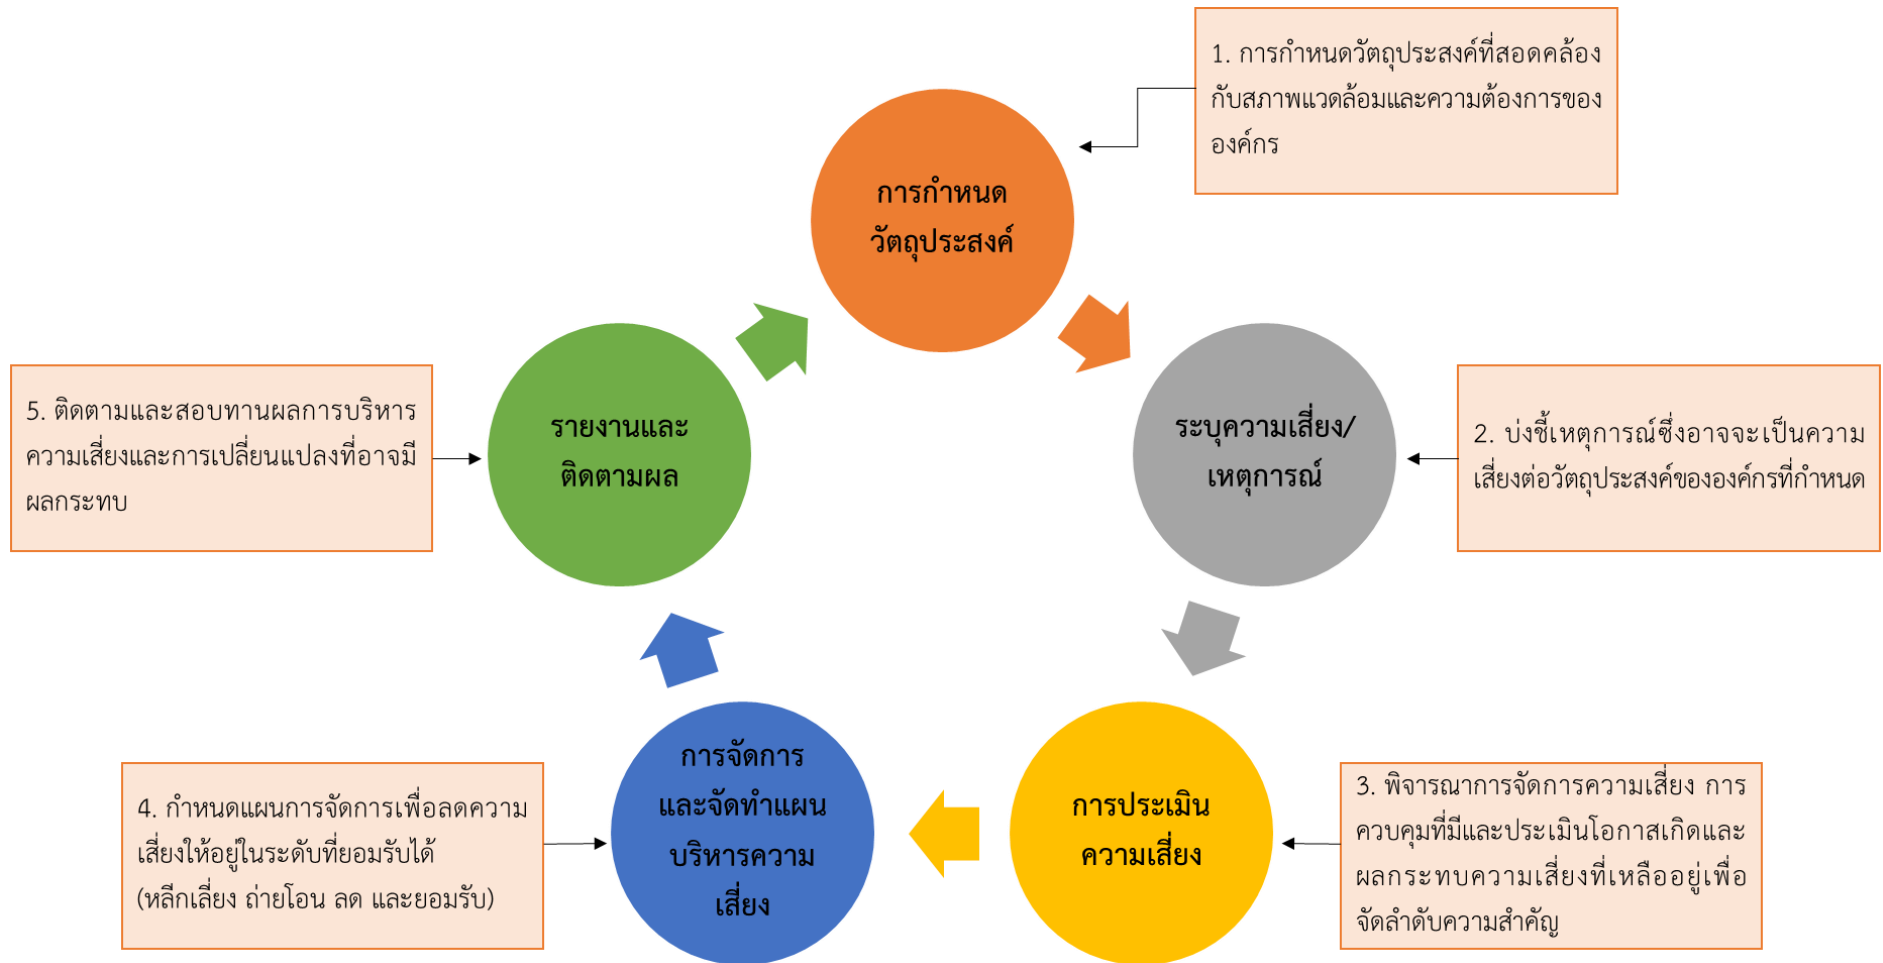 1. การกำหนดวัตถุประสงค์ที่สอดคล้อง
กับสภาพแวดล้อมและความต้องการของ
องค์กร
การกำหนด
วัตถุประสงค์
ระบุความเสี่ยง/
เหตุการณ์
2. บ่งชี้เหตุการณ์ซึ่งอาจจะเป็นความ
เสี่ยงต่อวัตถุประสงค์ขององค์กรที่กำหนด
การประเมิน
ความเสี่ยง
3. พิจารณาการจัดการความเสี่ยง การ
ควบคุมที่มีและประเมินโอกาสเกิดและ
ผลกระทบความเสี่ยงที่เหลืออยู่เพื่อ
จัดลำดับความสำคัญ
การจัดการ
และจัดทำแผน
บริหารความ
เสี่ยง
4. กำหนดแผนการจัดการเพื่อลดความ
เสี่ยงให้อยู่ในระดับที่ยอมรับได้
(หลีกเลี่ยง ถ่ายโอน ลด และยอมรับ)
รายงานและ
ติดตามผล
5. ติดตามและสอบทานผลการบริหาร
ความเสี่ยงและการเปลี่ยนแปลงที่อาจมี
ผลกระทบ